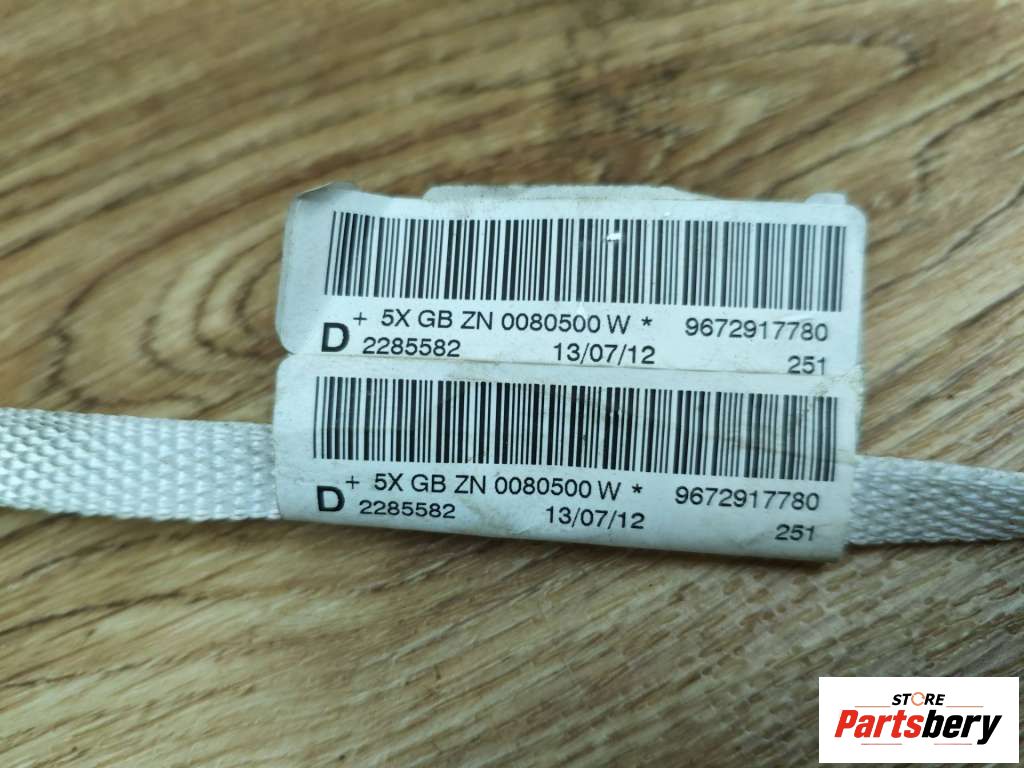 + 5X GB ZN 0080500 W * 9672917780
D 2285582 13/07/12 251
+ 5X GB ZN 0080500 W * 9672917780
D 2285582 13/07/12 251
STORE
Partsbery